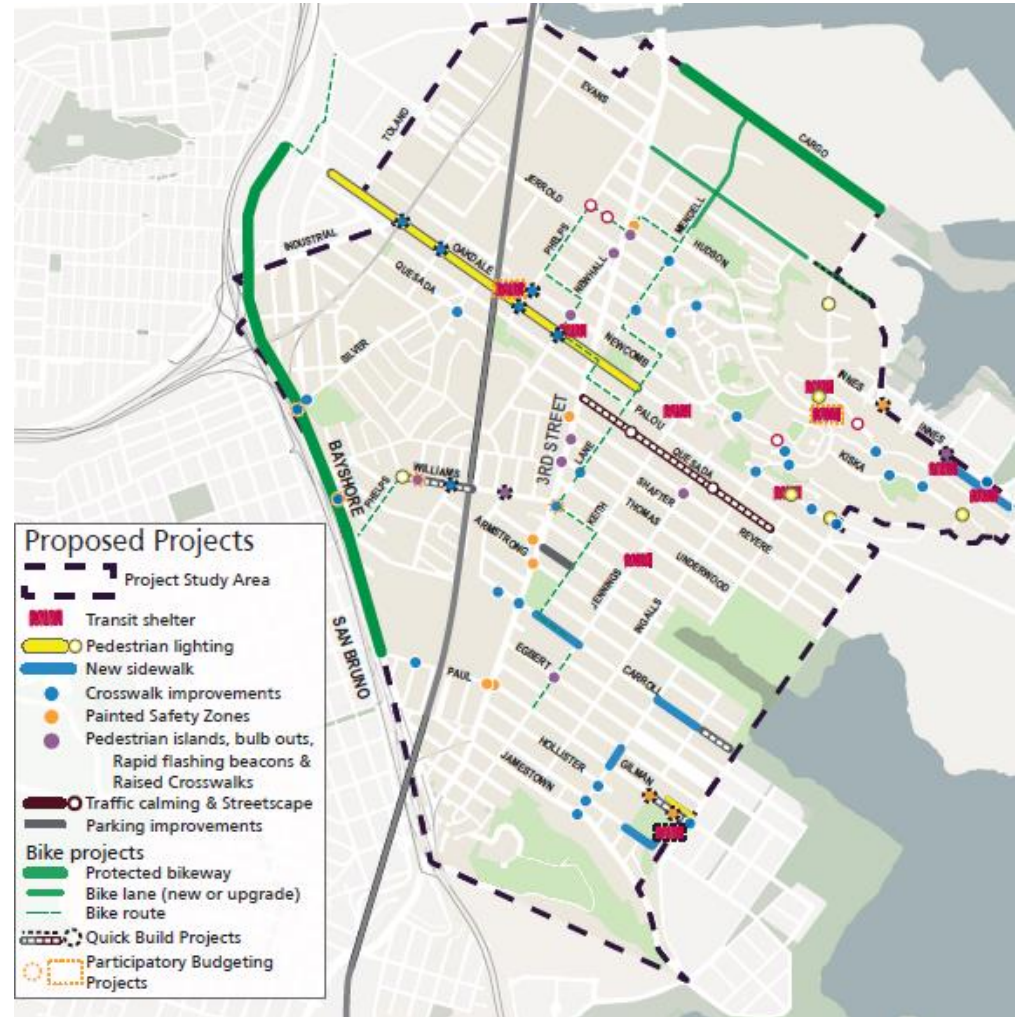 EVANS
TOLAND
CARGO
JERROLD
MENDELL
PHELPS
HUDSON
INDUSTRIAL
OAKDALE
NEWHALL
QUESADA
NEWCOMB
SILVER
INNES
PALOU
INNES
3RD STREET
QUESADA
KISKA
BAYSHORE
LANE
WILLIAMS
PHELPS
SHAFTER
KEITH
THOMAS
REVERE
ARMSTRONG
UNDERWOOD
JENNINGS
INGALLS
SAN BRUNO
EGBERT
PAUL
CARROLL
HOLLISTER
GILMAN
JAMESTOWN
Proposed Projects
Project Study Area
Transit shelter
Pedestrian lighting
New sidewalk
Crosswalk improvements
Painted Safety Zones
Pedestrian islands, bulb outs,
Rapid flashing beacons &
Raised Crosswalks
Traffic calming & Streetscape
Parking improvements
Bike projects
Protected bikeway
Bike lane (new or upgrade)
Bike route
Quick Build Projects
Participatory Budgeting
Projects